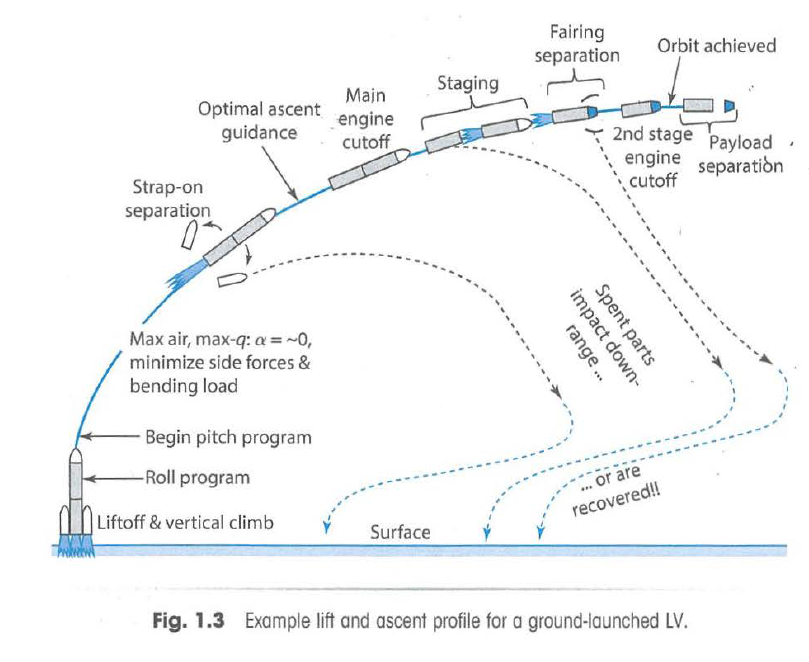 Fairing
separation
Orbit achieved
Staging
Main
engine
cutoff
Optimal ascent
guidance
2nd stage
engine
cutoff
Payload
separation
Strap-on
separation
Spent parts
impact down-
range ...
Max air, max-q: α = ~0,
minimize side forces &
bending load
Begin pitch program
Roll program
... or are
recovered!!
Liftoff & vertical climb
Surface
Fig. 1.3 Example lift and ascent profile for a ground-launched LV.